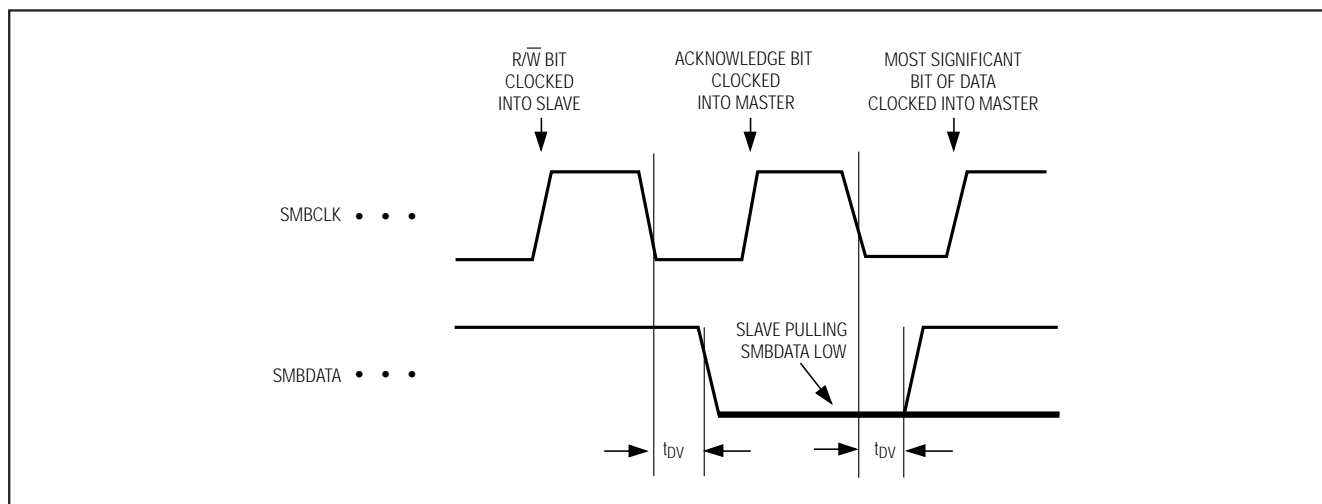 R/W̅ BIT
CLOCKED
INTO SLAVE
ACKNOWLEDGE BIT
CLOCKED
INTO MASTER
MOST SIGNIFICANT
BIT OF DATA
CLOCKED INTO MASTER
SMBCLK • • •
SLAVE PULLING
SMBDATA LOW
SMBDATA • • •
tDV
tDV